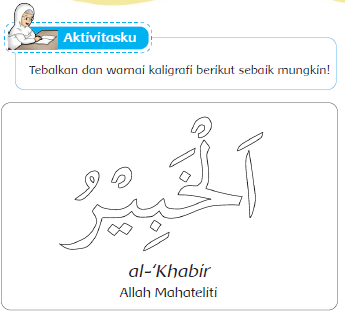 Aktivitasku
Tebalkan dan warnai kaligrafi berikut sebaik mungkin!
اَلْخَبِيْرُ
al-‘Khabir
Allah Mahateliti